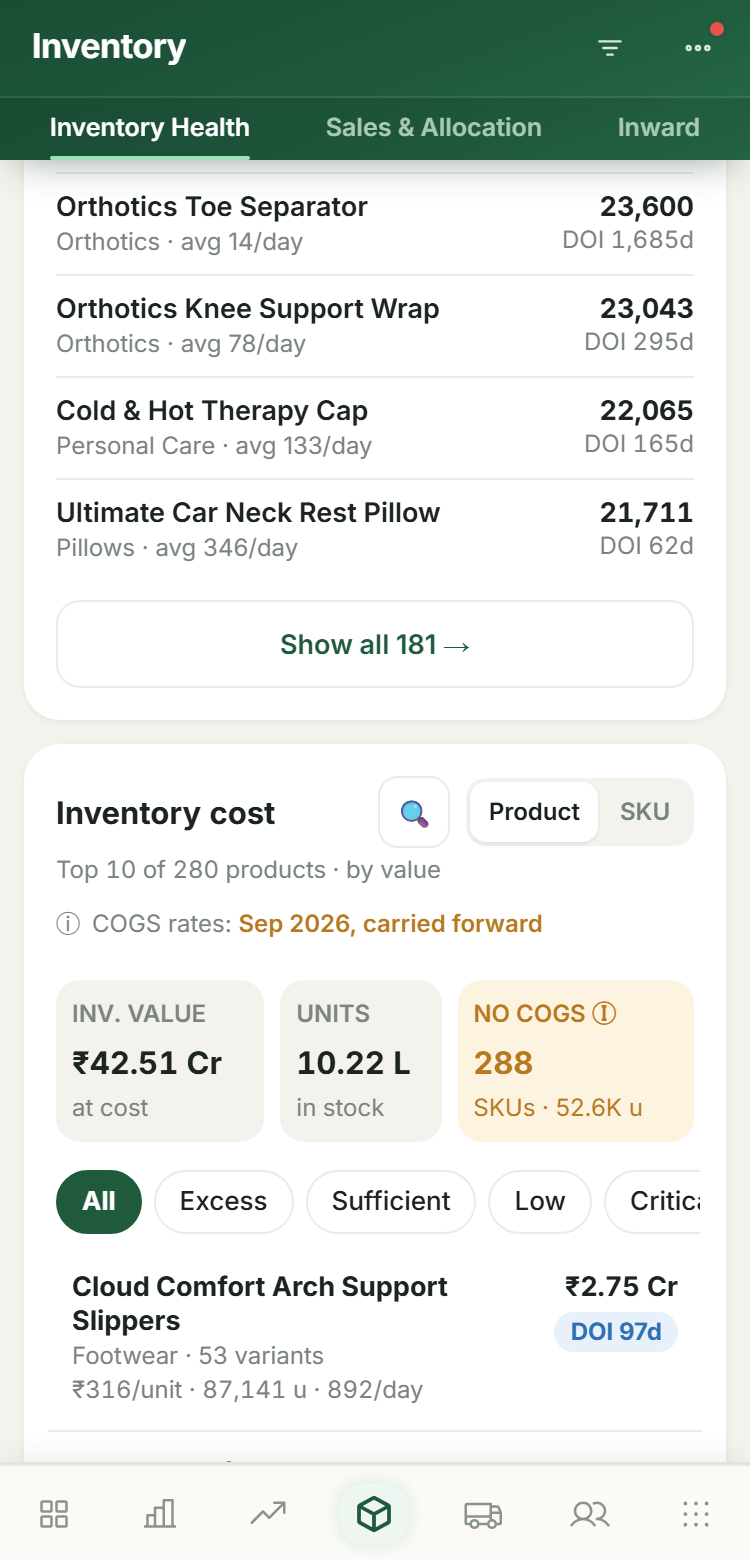 Inventory
Inventory Health
Sales & Allocation
Inward
Orthotics Toe Separator
23,600
Orthotics · avg 14/day
DOI 1,685d
Orthotics Knee Support Wrap
23,043
Orthotics · avg 78/day
DOI 295d
Cold & Hot Therapy Cap
22,065
Personal Care · avg 133/day
DOI 165d
Ultimate Car Neck Rest Pillow
21,711
Pillows · avg 346/day
DOI 62d
Show all 181 →
Inventory cost
Product
SKU
Top 10 of 280 products · by value
ⓘ COGS rates: Sep 2026, carried forward
INV. VALUE
₹42.51 Cr
at cost
UNITS
10.22 L
in stock
NO COGS ⓘ
288
SKUs · 52.6K u
All
Excess
Sufficient
Low
Critica
Cloud Comfort Arch Support
Slippers
₹2.75 Cr
DOI 97d
Footwear · 53 variants
₹316/unit · 87,141 u · 892/day